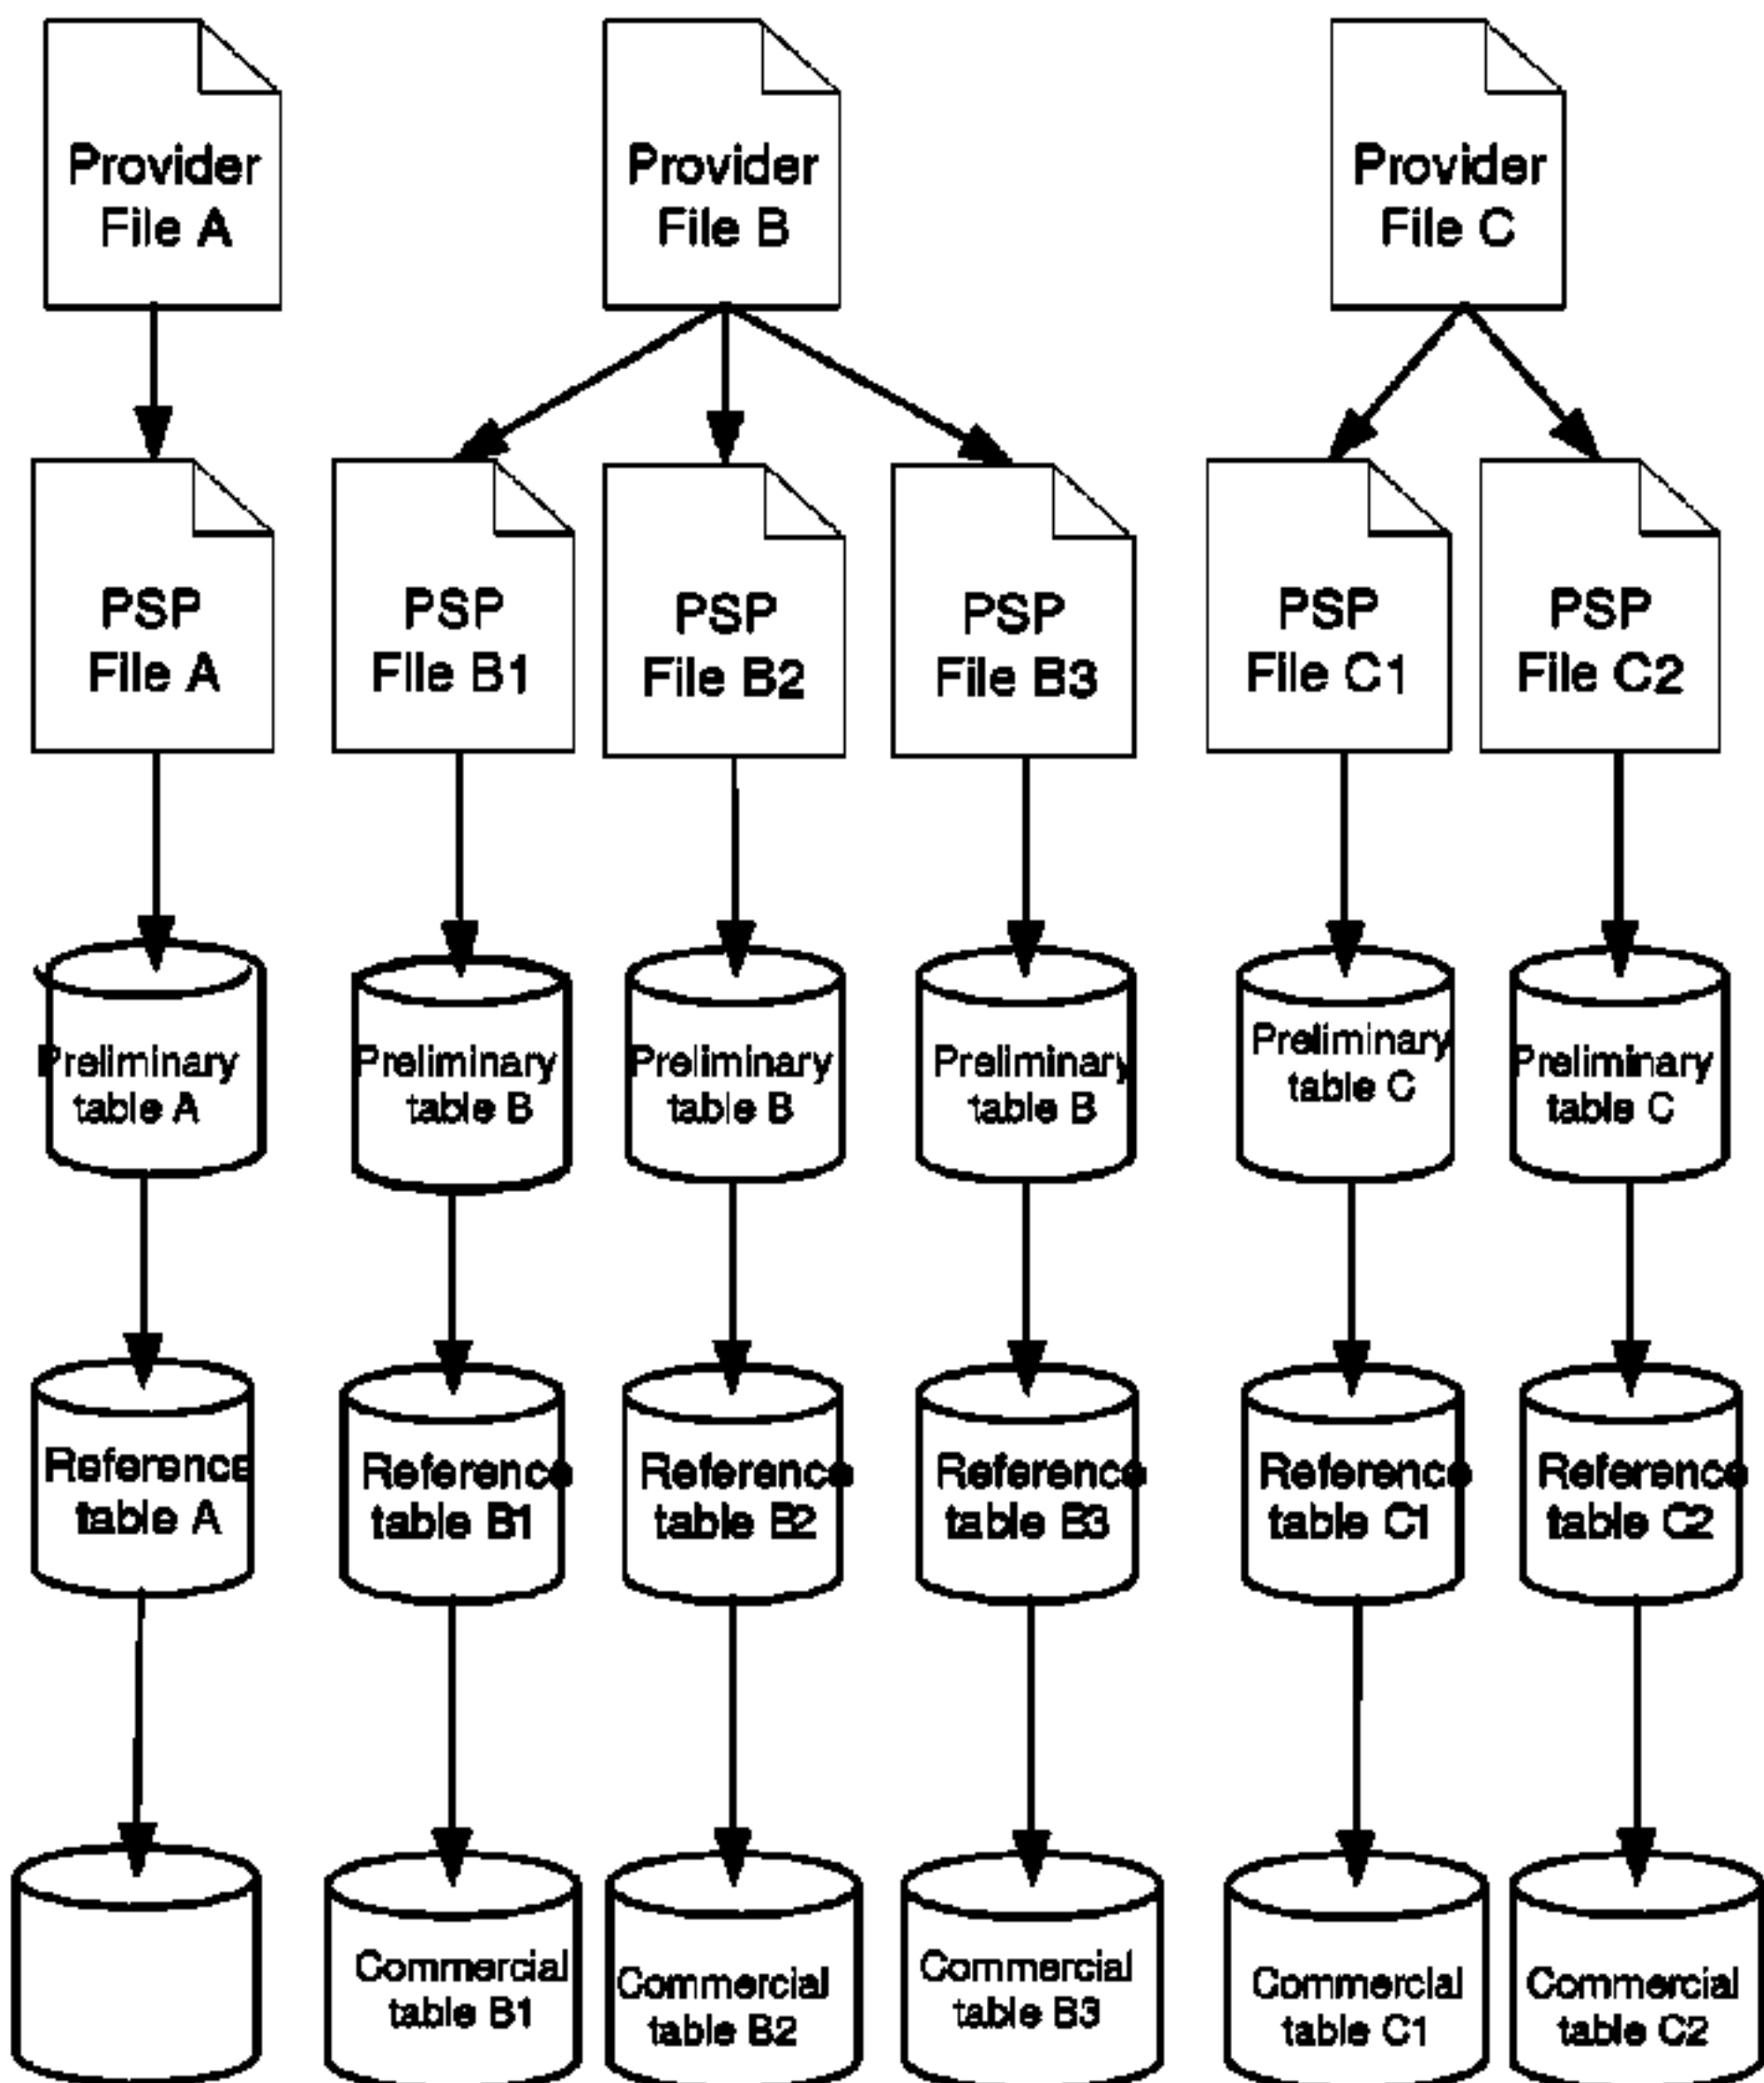 Provider
File A
Provider
File B
Provider
File C
PSP
File A
PSP
File B1
PSP
File B2
PSP
File B3
PSP
File C1
PSP
File C2
Preliminary
table A
Preliminary
table B
Preliminary
table B
Preliminary
table B
Preliminary
table C
Preliminary
table C
Reference
table A
Reference
table B1
Reference
table B2
Reference
table B3
Reference
table C1
Reference
table C2
Commercial
table B1
Commercial
table B2
Commercial
table B3
Commercial
table C1
Commercial
table C2